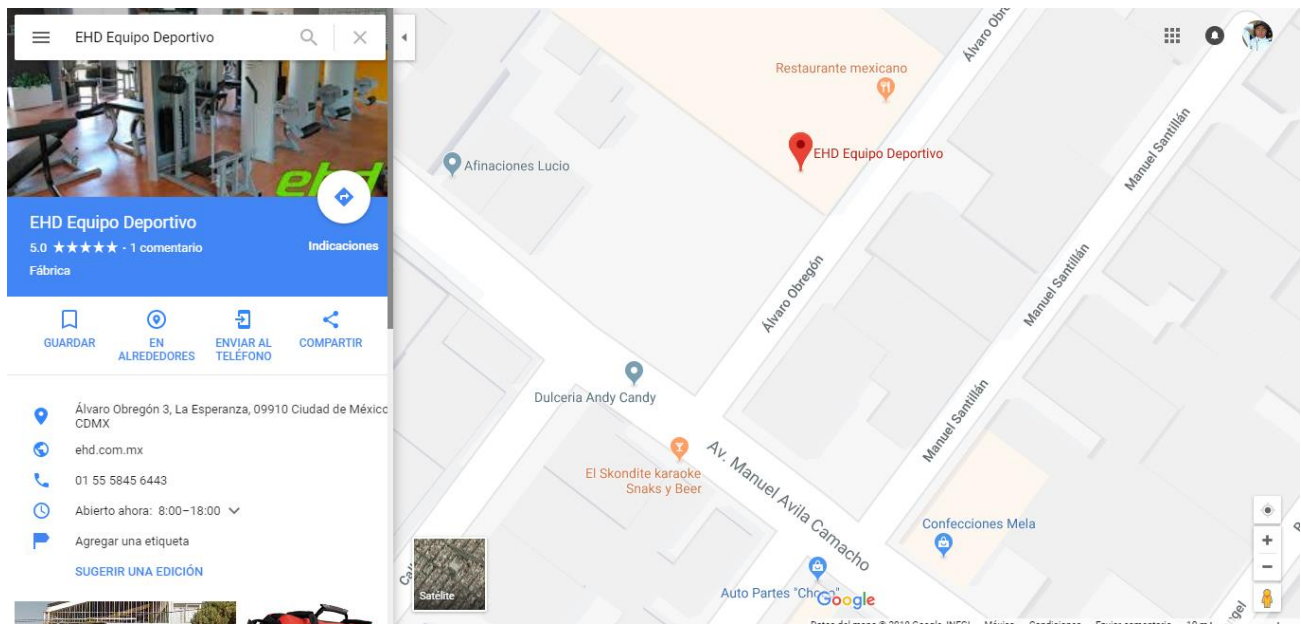 EHD Equipo Deportivo
ehd
EHD Equipo Deportivo
5.0 ★★★★★ - 1 comentario
Indicaciones
Fábrica
GUARDAR
EN ALREDEDORES
ENVIAR AL TELÉFONO
COMPARTIR
Álvaro Obregón 3, La Esperanza, 09910 Ciudad de México
CDMX
ehd.com.mx
01 55 5845 6443
Abierto ahora: 8:00–18:00
Agregar una etiqueta
SUGERIR UNA EDICIÓN
Álvaro
Restaurante mexicano
EHD Equipo Deportivo
Afinaciones Lucio
Manuel Santillán
Manuel Santillán
Álvaro Obregón
Dulceria Andy Candy
Manuel Santillán
El Skondite karaoke
Snaks y Beer
Av. Manuel Avila Camacho
Confecciones Mela
Auto Partes
Satélite
Google